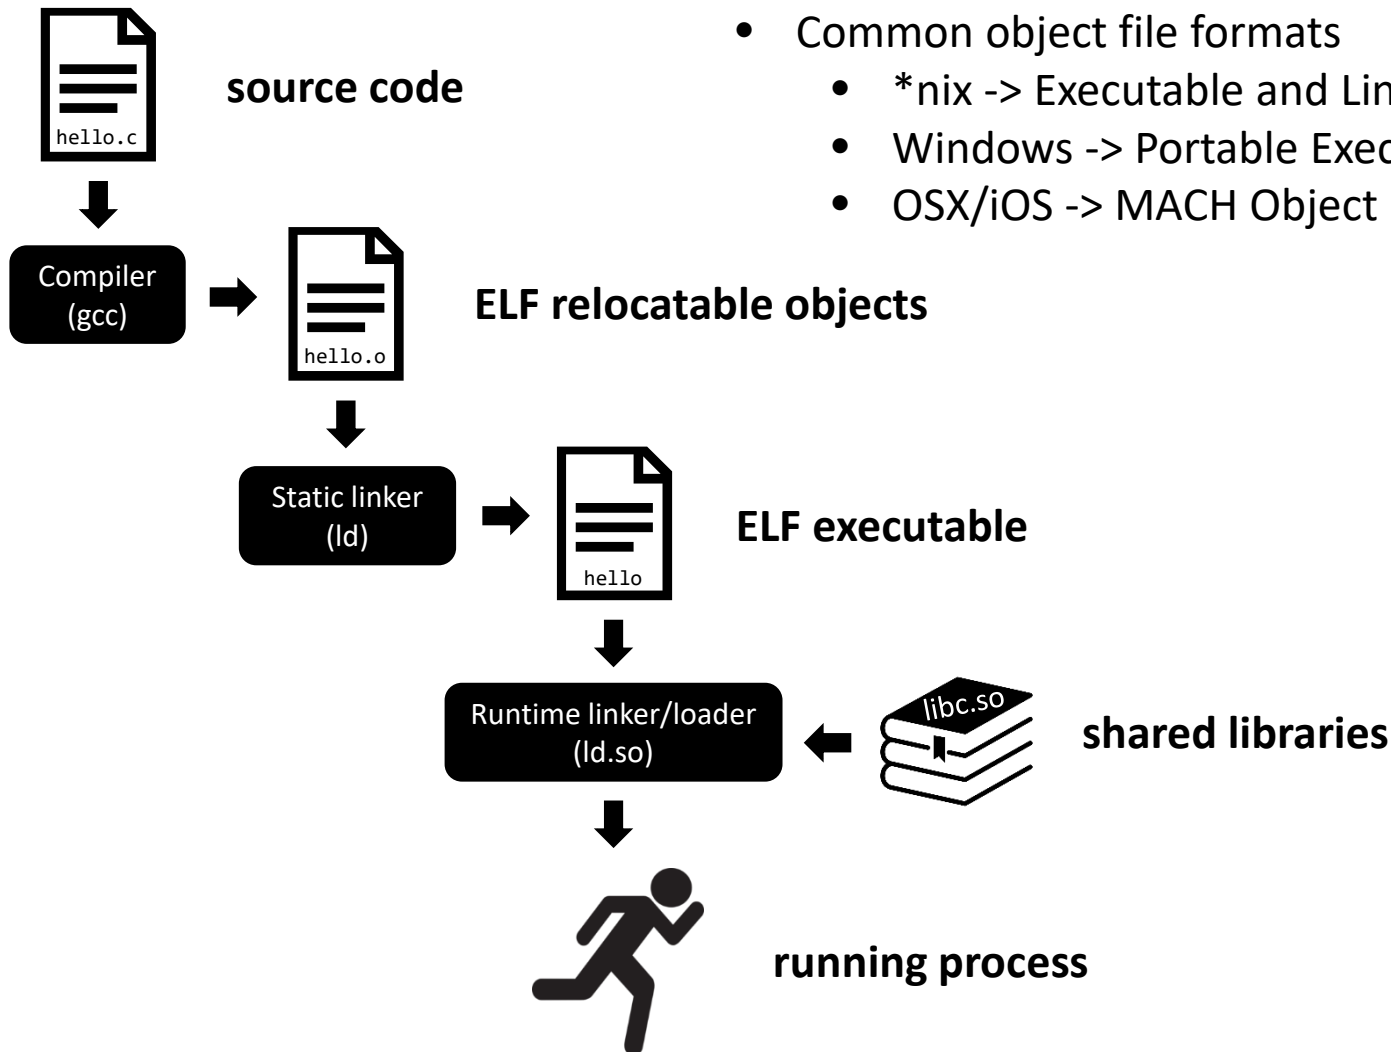 hello.c
source code
• Common object file formats
• *nix -> Executable and Lin
• Windows -> Portable Exec
• OSX/iOS -> MACH Object
Compiler
(gcc)
hello.o
ELF relocatable objects
Static linker
(ld)
hello
ELF executable
Runtime linker/loader
(ld.so)
libc.so
shared libraries
running process